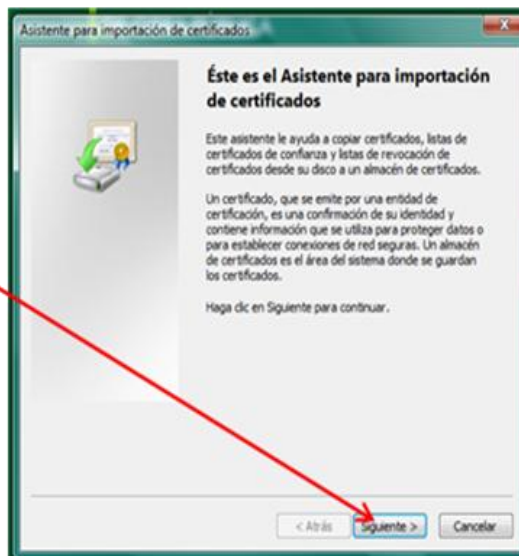 Asistente para importación de certificados
Éste es el Asistente para importación
de certificados
Este asistente le ayuda a copiar certificados, listas de
certificados de confianza y listas de revocación de
certificados desde su disco a un almacén de certificados.
Un certificado, que se emite por una entidad de
certificación, es una confirmación de su identidad y
contiene información que se utiliza para proteger datos o
para establecer conexiones de red seguras. Un almacén
de certificados es el área del sistema donde se guardan
los certificados.
Haga clic en Siguiente para continuar.
< Atrás
Siguiente >
Cancelar